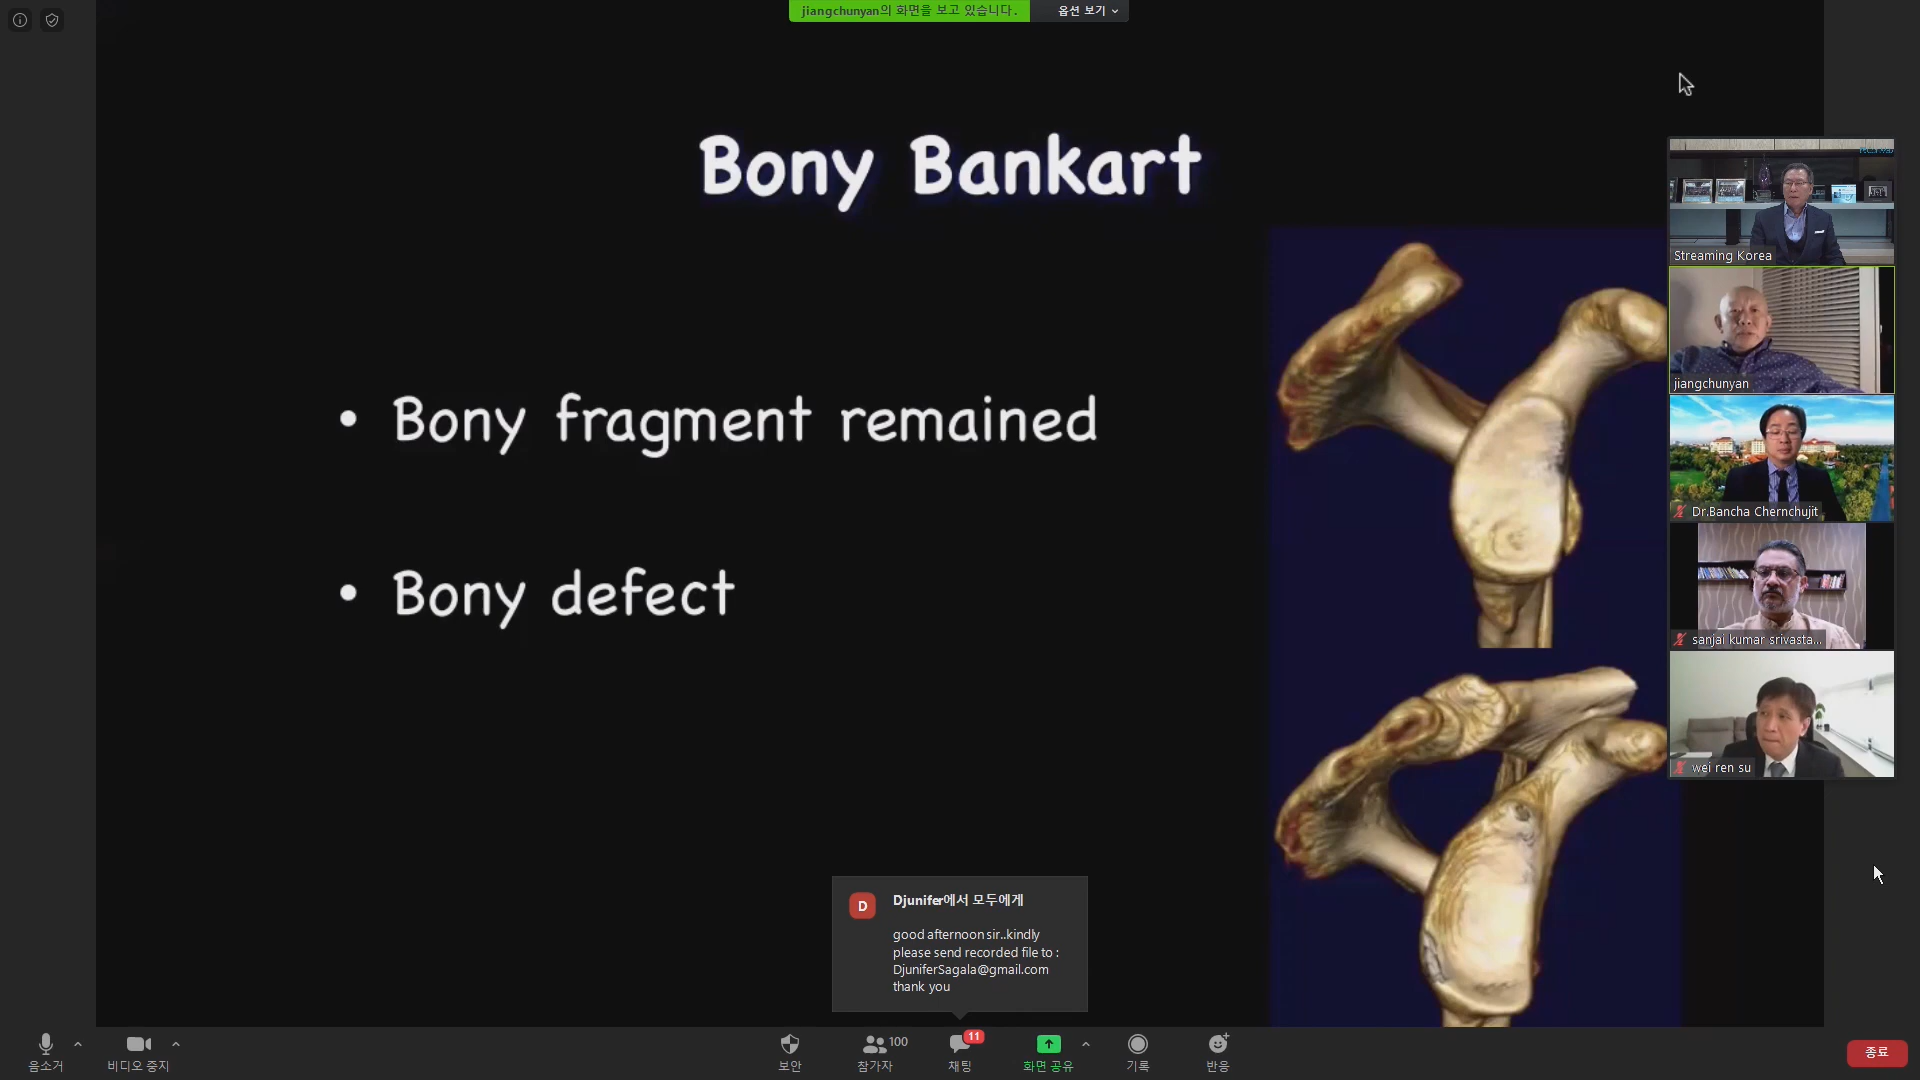 jiangchunyan의 화면을 보고 있습니다.
옵션 보기
Bony Bankart
• Bony fragment remained
• Bony defect
Streaming Korea
jiangchunyan
Dr.Bancha Chernchujit
sanjai kumar srivasta...
wei ren su
D
Djunifer에서 모두에게
good afternoon sir..kindly
please send recorded file to :
DjuniferSagala@gmail.com
thank you
음소거
비디오 중지
보안
100
참가자
11
채팅
화면 공유
기록
반응
종료